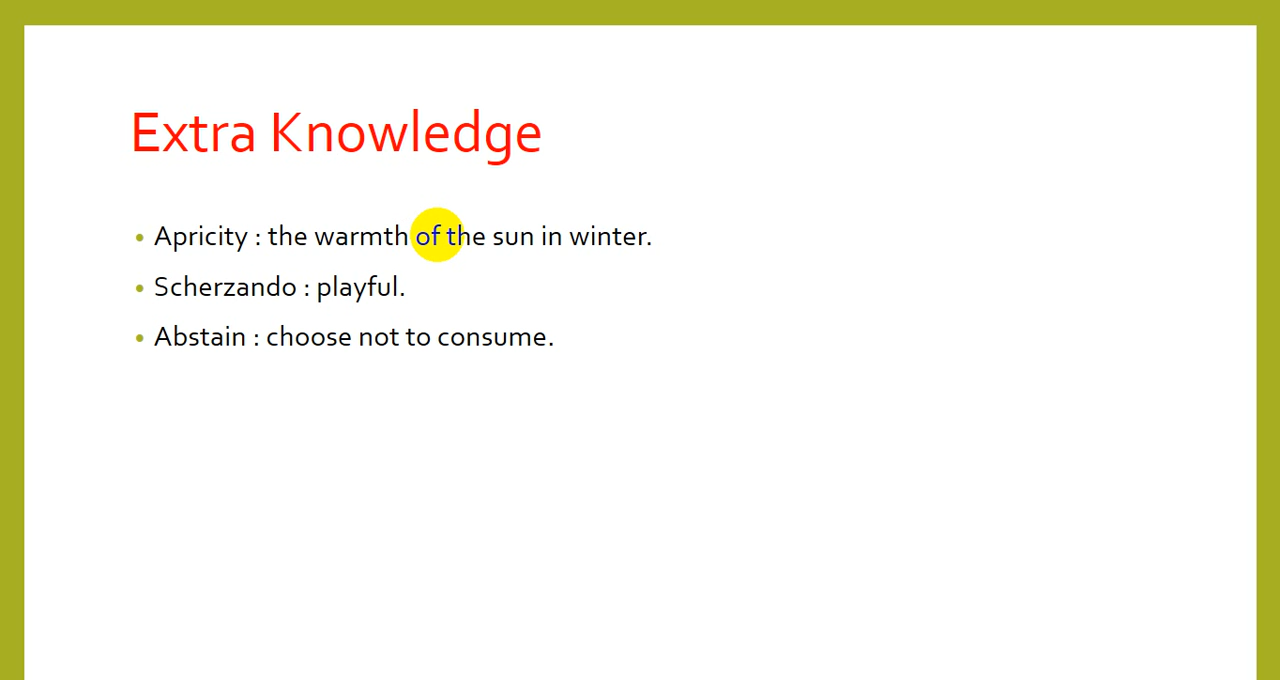 Extra Knowledge
• Apricity : the warmth of the sun in winter.
• Scherzando : playful.
• Abstain : choose not to consume.